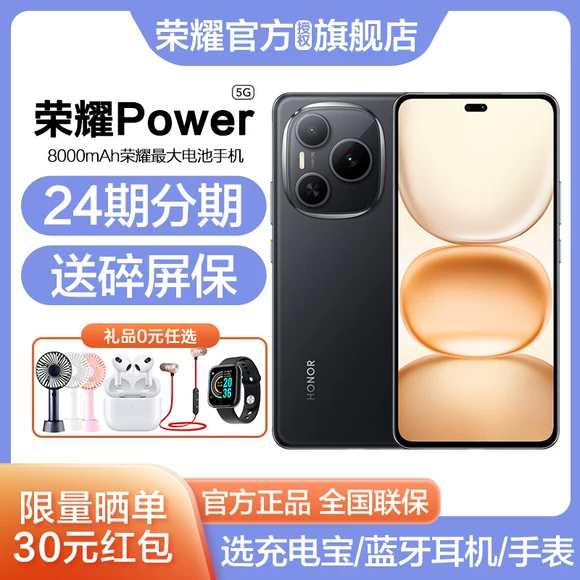 荣耀官方授权旗舰店
5G
荣耀Power
8000mAh荣耀最大电池手机
24期分期
送碎屏保
礼品0元任选
10:36
HONOR
限量晒单
30元红包
官方正品 全国联保
选充电宝/蓝牙耳机/手表